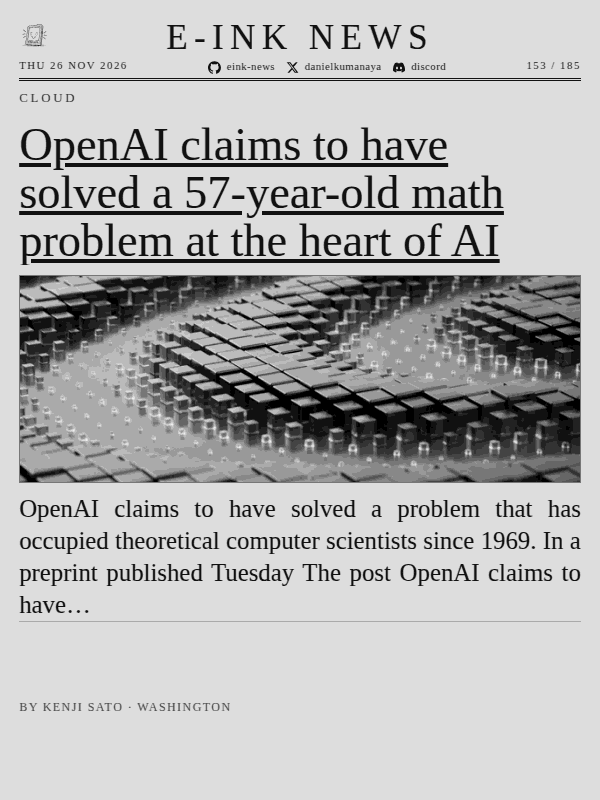 E-INK NEWS
THU 26 NOV 2026
eink-news danielkumanaya discord
153 / 185
CLOUD
OpenAI claims to have
solved a 57-year-old math
problem at the heart of AI
OpenAI claims to have solved a problem that has
occupied theoretical computer scientists since 1969. In a
preprint published Tuesday The post OpenAI claims to
have…
BY KENJI SATO · WASHINGTON